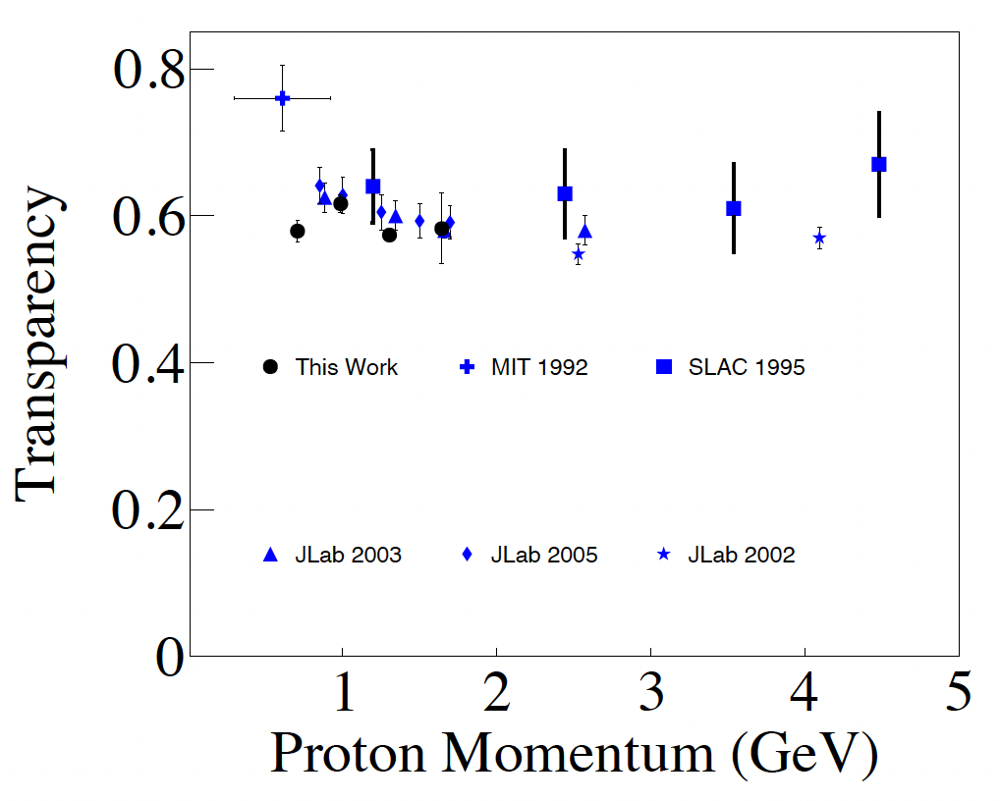 Transparency
0.8
0.6
0.4
0.2
0
This Work
MIT 1992
SLAC 1995
JLab 2003
JLab 2005
JLab 2002
1 2 3 4 5
Proton Momentum (GeV)